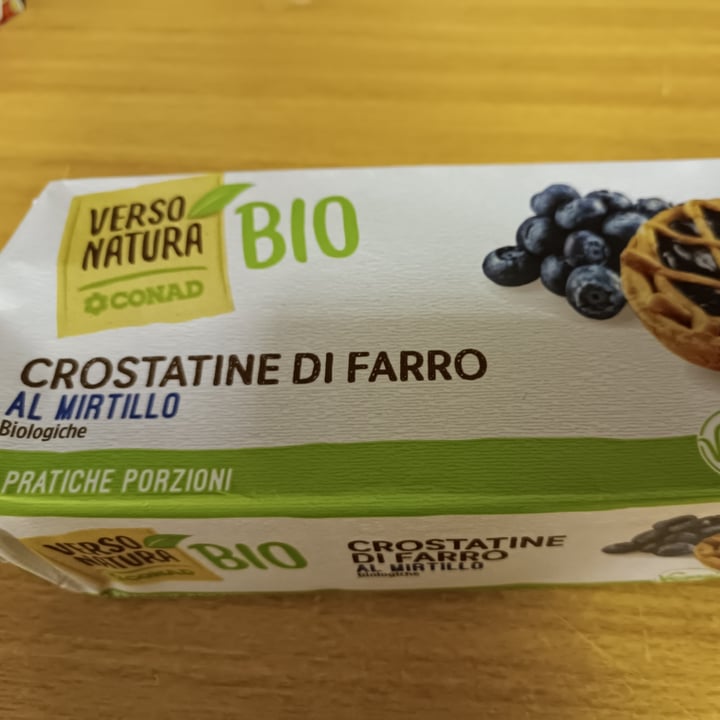 VERSO
NATURA
CONAD
BIO
CROSTATINE DI FARRO
AL MIRTILLO
Biologiche
PRATICHE PORZIONI
VERSO
NATURA
CONAD
BIO
CROSTATINE
DI FARRO
AL MIRTILLO
biologiche